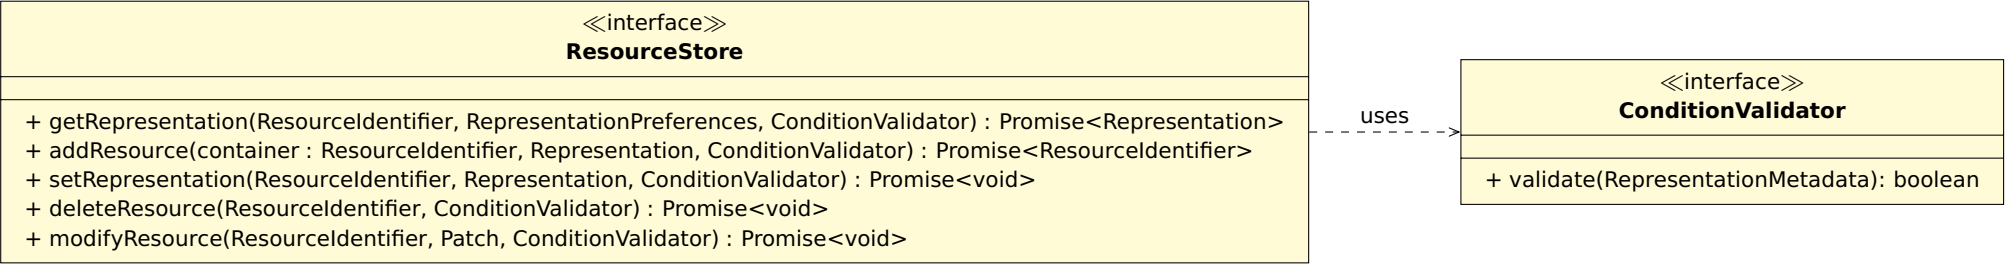 ≪interface≫
ResourceStore
+ getRepresentation(ResourceIdentifier, RepresentationPreferences, ConditionValidator) : Promise<Representation>
+ addResource(container : ResourceIdentifier, Representation, ConditionValidator) : Promise<ResourceIdentifier>
+ setRepresentation(ResourceIdentifier, Representation, ConditionValidator) : Promise<void>
+ deleteResource(ResourceIdentifier, ConditionValidator) : Promise<void>
+ modifyResource(ResourceIdentifier, Patch, ConditionValidator) : Promise<void>
uses
≪interface≫
ConditionValidator
+ validate(RepresentationMetadata): boolean